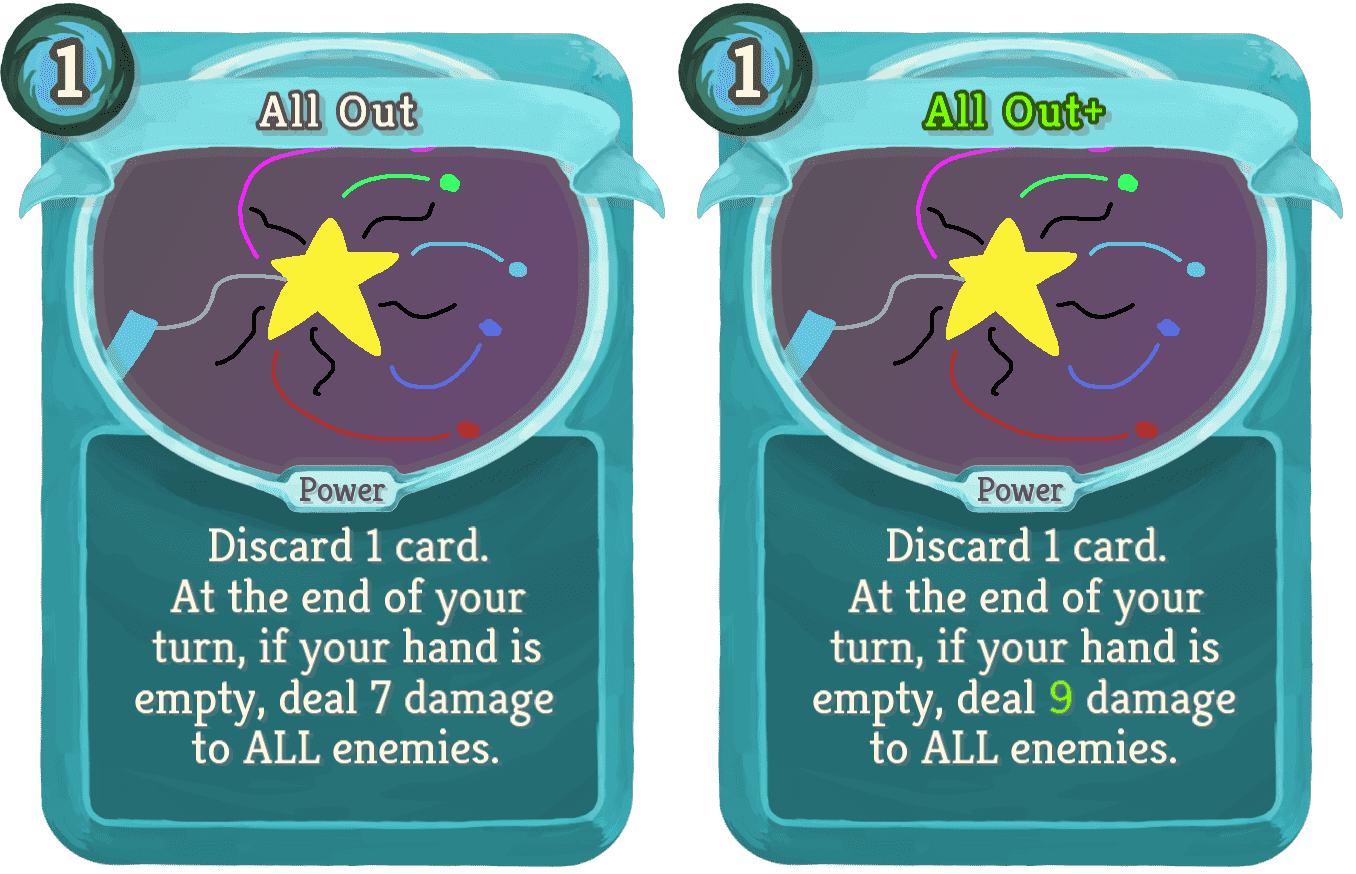 1
All Out
Power
Discard 1 card.
At the end of your
turn, if your hand is
empty, deal 7 damage
to ALL enemies.
1
All Out+
Power
Discard 1 card.
At the end of your
turn, if your hand is
empty, deal 9 damage
to ALL enemies.